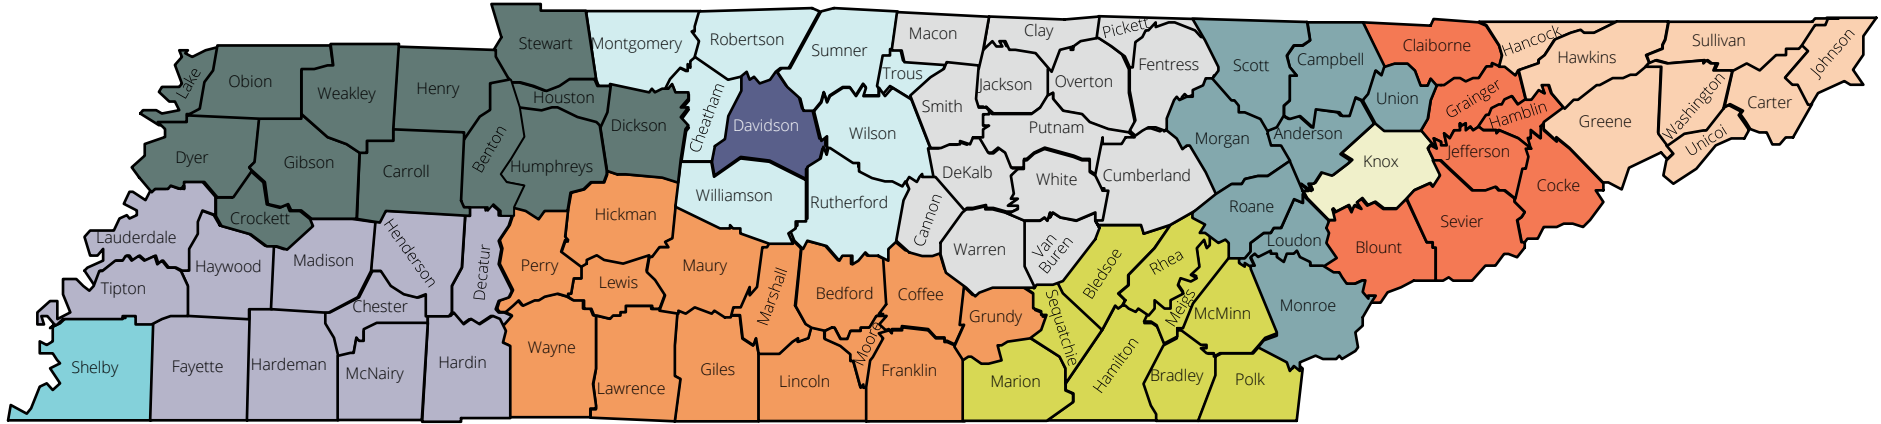 Lake
Obion
Weakley
Henry
Stewart
Montgomery
Robertson
Sumner
Macon
Clay
Pickett
Scott
Campbell
Claiborne
Hancock
Hawkins
Sullivan
Johnson
Dyer
Gibson
Carroll
Benton
Houston
Humphreys
Dickson
Cheatham
Davidson
Trous
Wilson
Smith
Jackson
Overton
Fentress
Putnam
Morgan
Anderson
Union
Grainger
Hamblin
Greene
Washington
Carter
Unicoi
Crockett
Lauderdale
Haywood
Madison
Henderson
Decatur
Perry
Hickman
Lewis
Williamson
Rutherford
Cannon
DeKalb
White
Cumberland
Warren
Van
Buren
Bledsoe
Rhea
Roane
Loudon
Knox
Jefferson
Cocke
Sevier
Blount
Tipton
Chester
Maury
Marshall
Bedford
Coffee
Grundy
Sequatchie
Meigs
McMinn
Monroe
Shelby
Fayette
Hardeman
McNairy
Hardin
Wayne
Lawrence
Giles
Lincoln
Moore
Franklin
Marion
Hamilton
Bradley
Polk